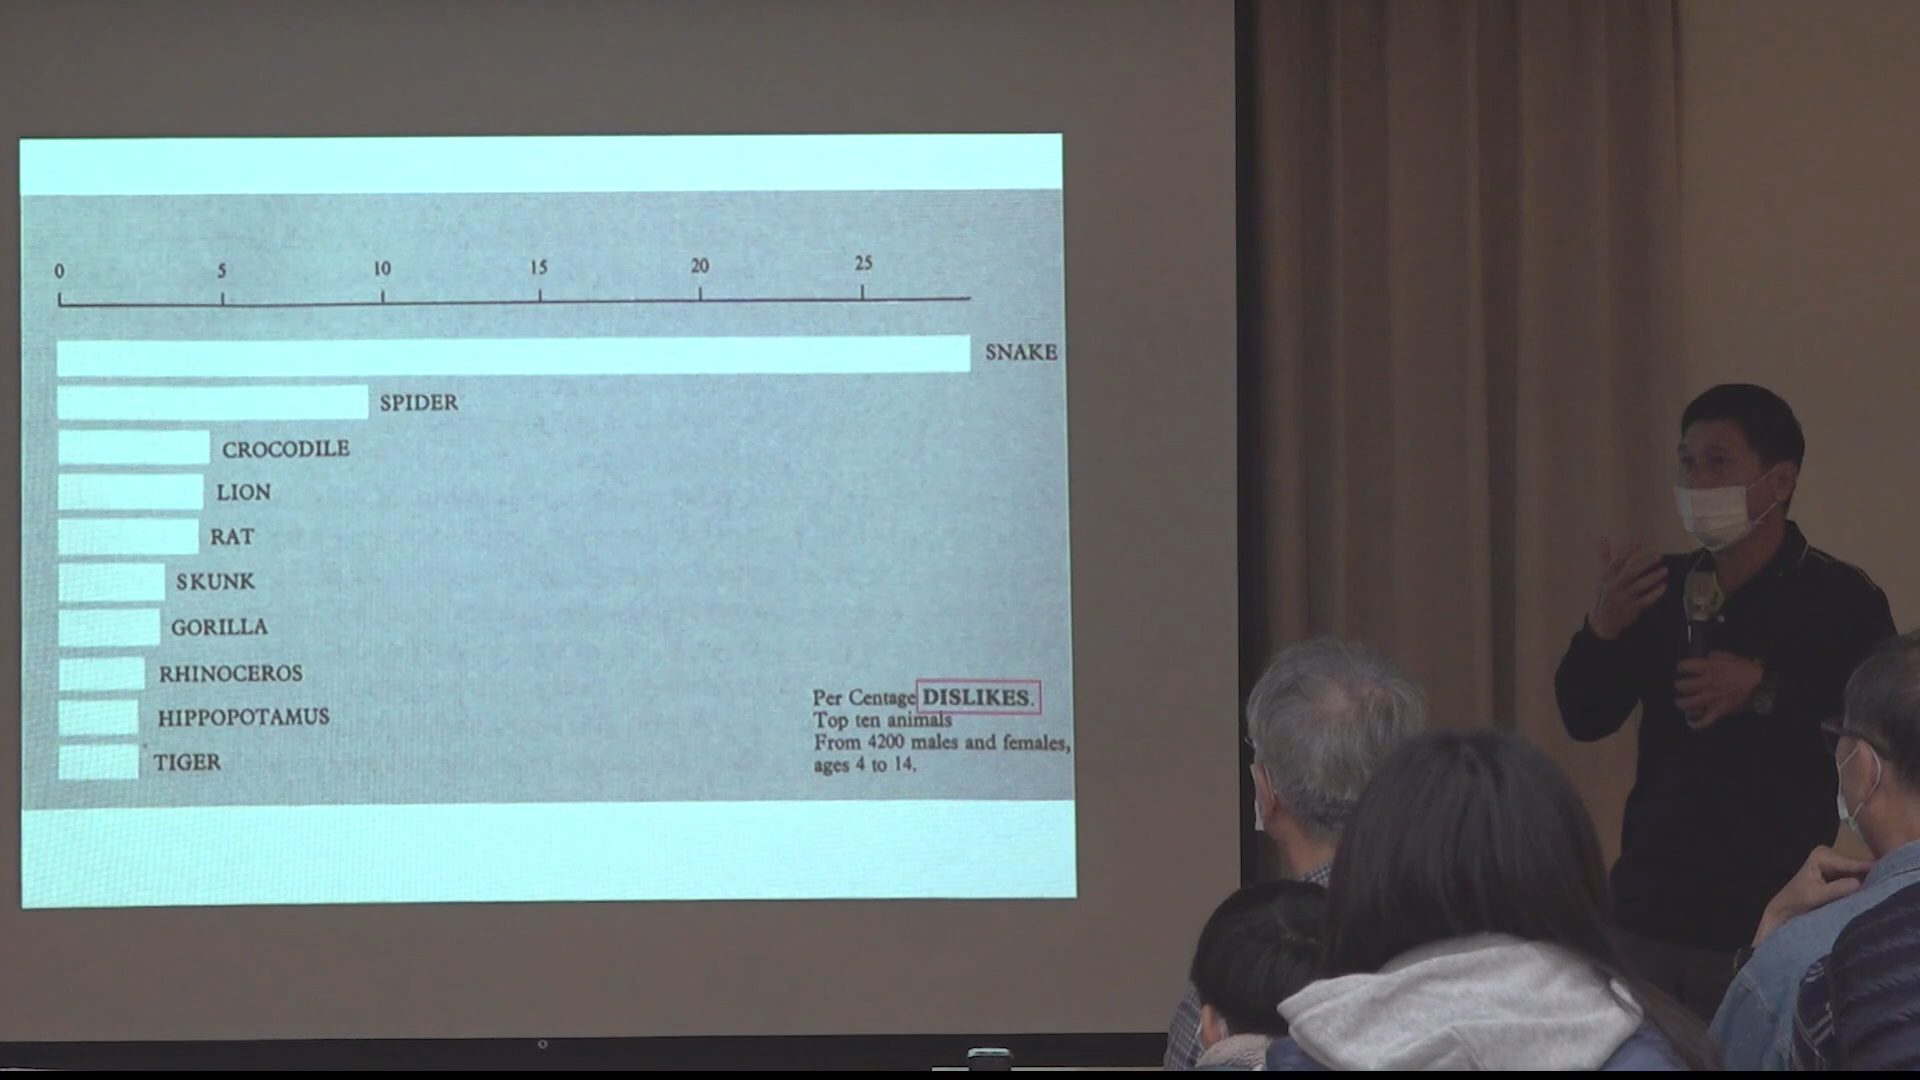 0 5 10 15 20 25
SNAKE
SPIDER
CROCODILE
LION
RAT
SKUNK
GORILLA
RHINOCEROS
HIPPOPOTAMUS
TIGER
Per Centage DISLIKES.
Top ten animals
From 4200 males and females,
ages 4 to 14.